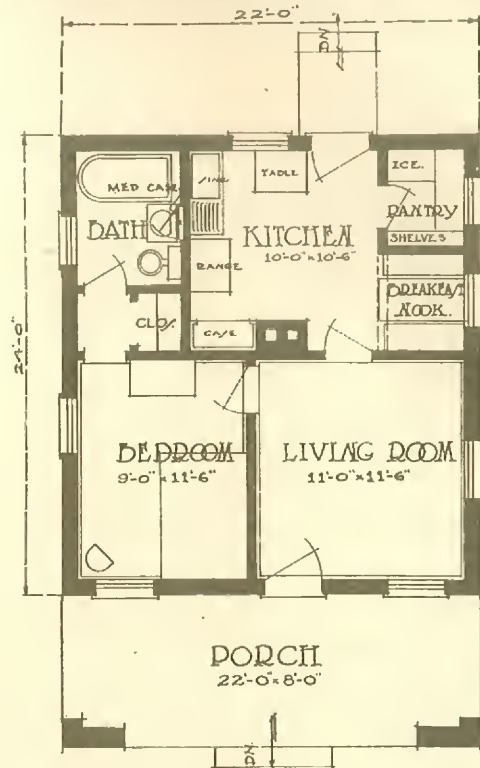 22'-0"
DN
ICE.
MED CASE
SINK
TABLE
BATH
PANTRY
KITCHEN
10'-0" x 10'-6"
SHELVES
RANGE
BREAKFAST
NOOK.
CLOS.
CASE
24'-0"
BEDROOM
9'-0" x 11'-6"
LIVING ROOM
11'-0" x 11'-6"
PORCH
22'-0" x 8'-0"
DN